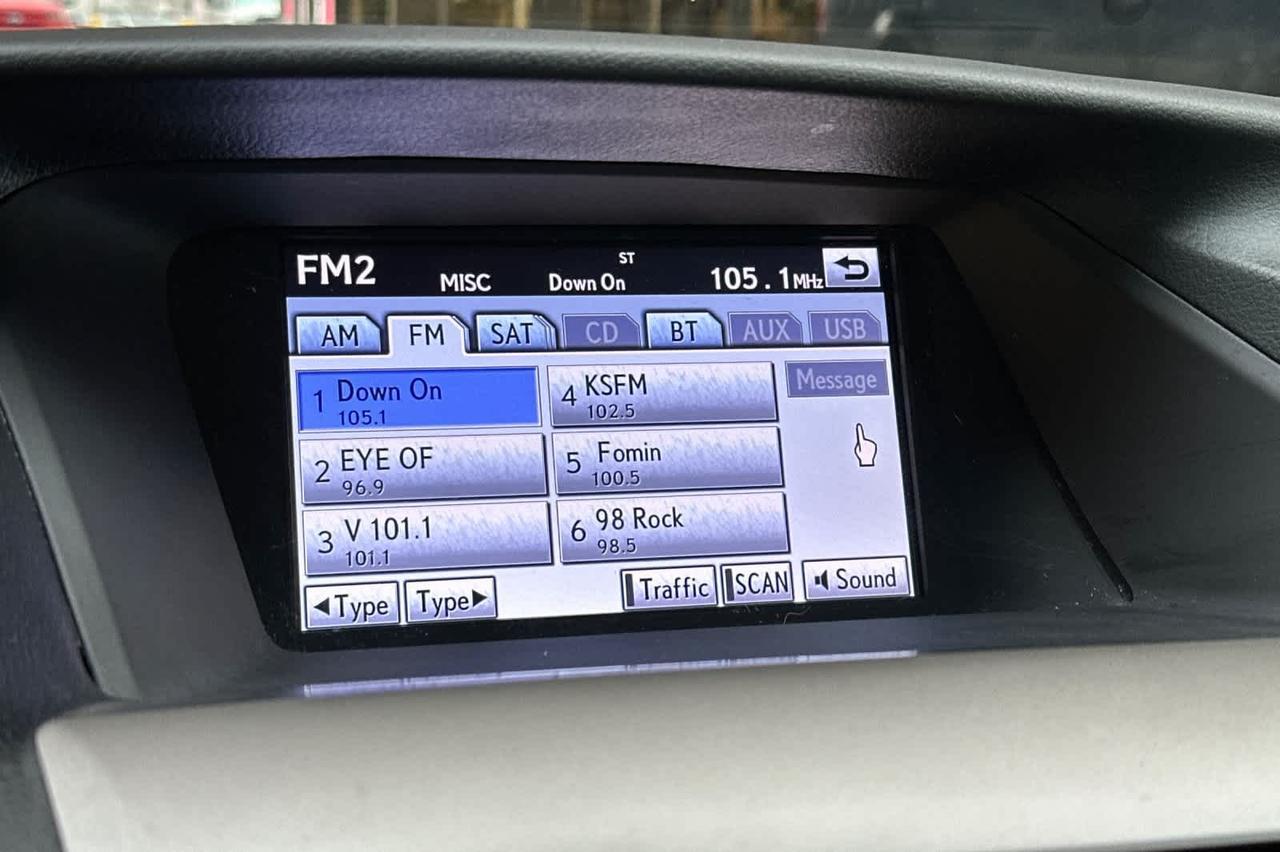 FM2 MISC Down On ST 105.1MHz
AM FM SAT CD BT AUX USB
1 Down On
105.1
4 KSFM
102.5
Message
2 EYE OF
96.9
5 Fomin
100.5
3 V 101.1
101.1
6 98 Rock
98.5
◀Type Type▶ Traffic SCAN Sound